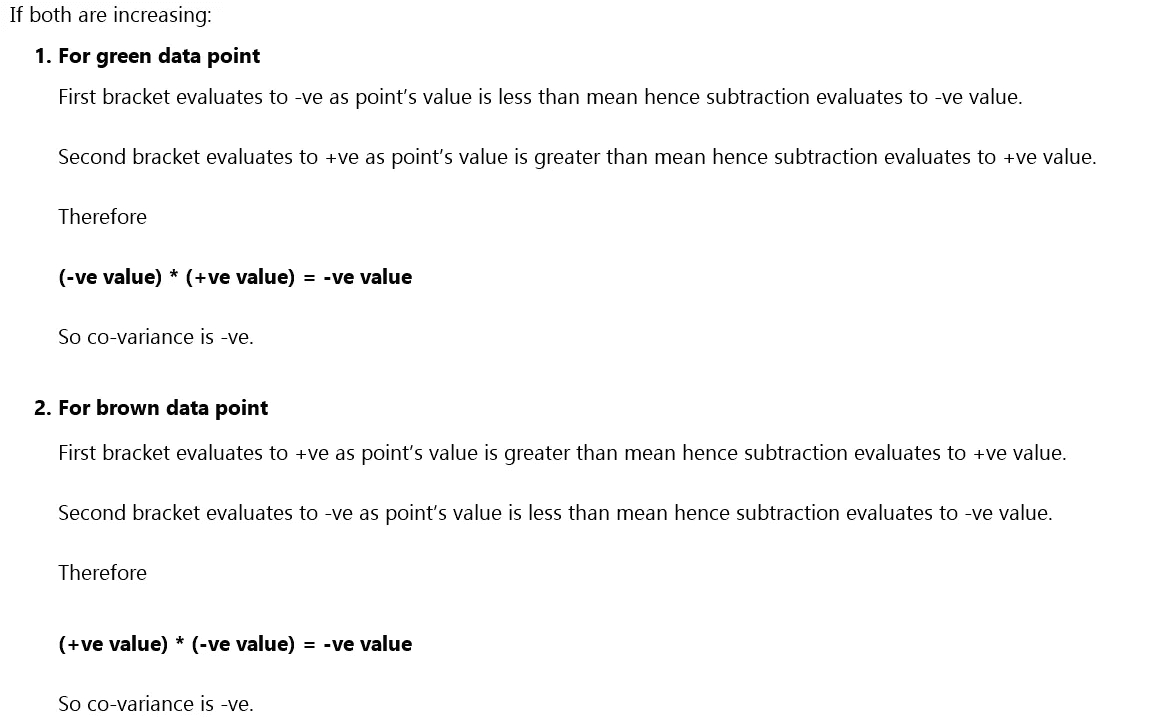 If both are increasing:
1. For green data point
First bracket evaluates to -ve as point's value is less than mean hence subtraction evaluates to -ve value.
Second bracket evaluates to +ve as point's value is greater than mean hence subtraction evaluates to +ve value.
Therefore
(-ve value) * (+ve value) = -ve value
So co-variance is -ve.
2. For brown data point
First bracket evaluates to +ve as point's value is greater than mean hence subtraction evaluates to +ve value.
Second bracket evaluates to -ve as point's value is less than mean hence subtraction evaluates to -ve value.
Therefore
(+ve value) * (-ve value) = -ve value
So co-variance is -ve.